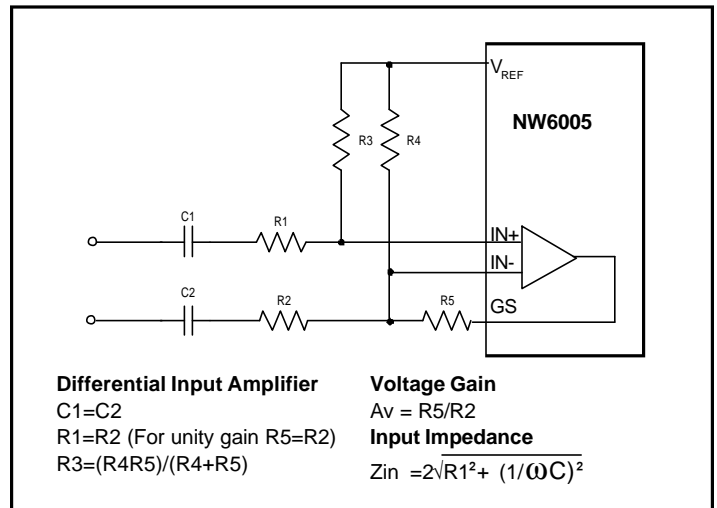 VREF
NW6005
R3
R4
C1
R1
IN+
IN-
C2
R2
R5
GS
Differential Input Amplifier
C1=C2
R1=R2 (For unity gain R5=R2)
R3=(R4R5)/(R4+R5)
Voltage Gain
Av = R5/R2
Input Impedance
Zin =2√R1²+ (1/ωC)²